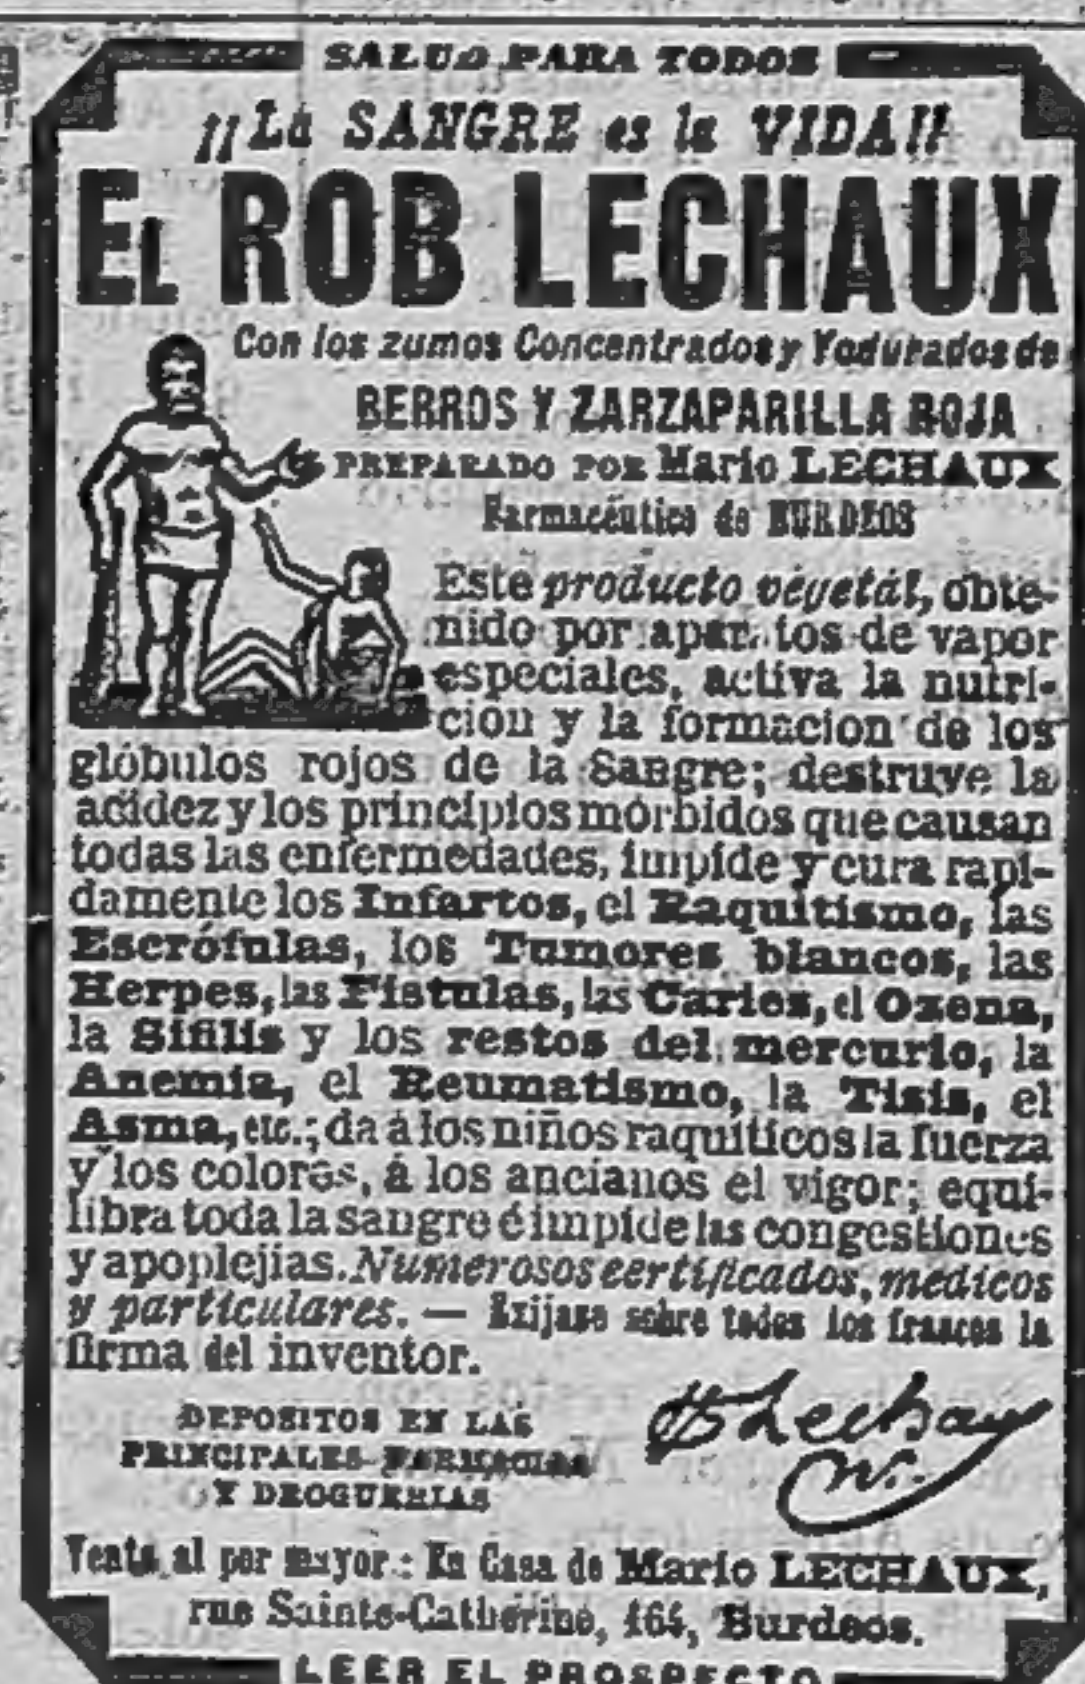 SALUD PARA TODOS
¡¡La SANGRE es la VIDA!!
EL ROB LECHAUX
Con los zumos Concentrados y Yodurados de
BERROS Y ZARZAPARILLA ROJA
PREPARADO POR Mario LECHAUX
Farmacéutico de BURDEOS
Este producto vegetál, obte-
nido por aparatos de vapor
especiales, activa la nutri-
cion y la formacion de los
glóbulos rojos de la Sangre; destruye la
acidez y los principios mórbidos que causan
todas las enfermedades, impide y cura rapi-
damente los Infartos, el Raquitismo, las
Escrófulas, los Tumores blancos, las
Herpes, las Fístulas, las Caries, el Ozena,
la Sífilis y los restos del mercurio, la
Anemia, el Reumatismo, la Tisis, el
Asma, etc.; da á los niños raquíticos la fuerza
y los colores, á los ancianos el vigor; equi-
libra toda la sangre é impide las congestiones
y apoplejias. Numerosos certificados, médicos
y particulares. — Exijase sobre todos los frascos la
firma del inventor.
DEPOSITOS EN LAS
PRINCIPALES FARMACIAS
Y DROGUERIAS
Lechaux
Venta al por mayor: En Casa de Mario LECHAUX,
rue Sainte-Catherine, 164, Burdeos.
LEER EL PROSPECTO